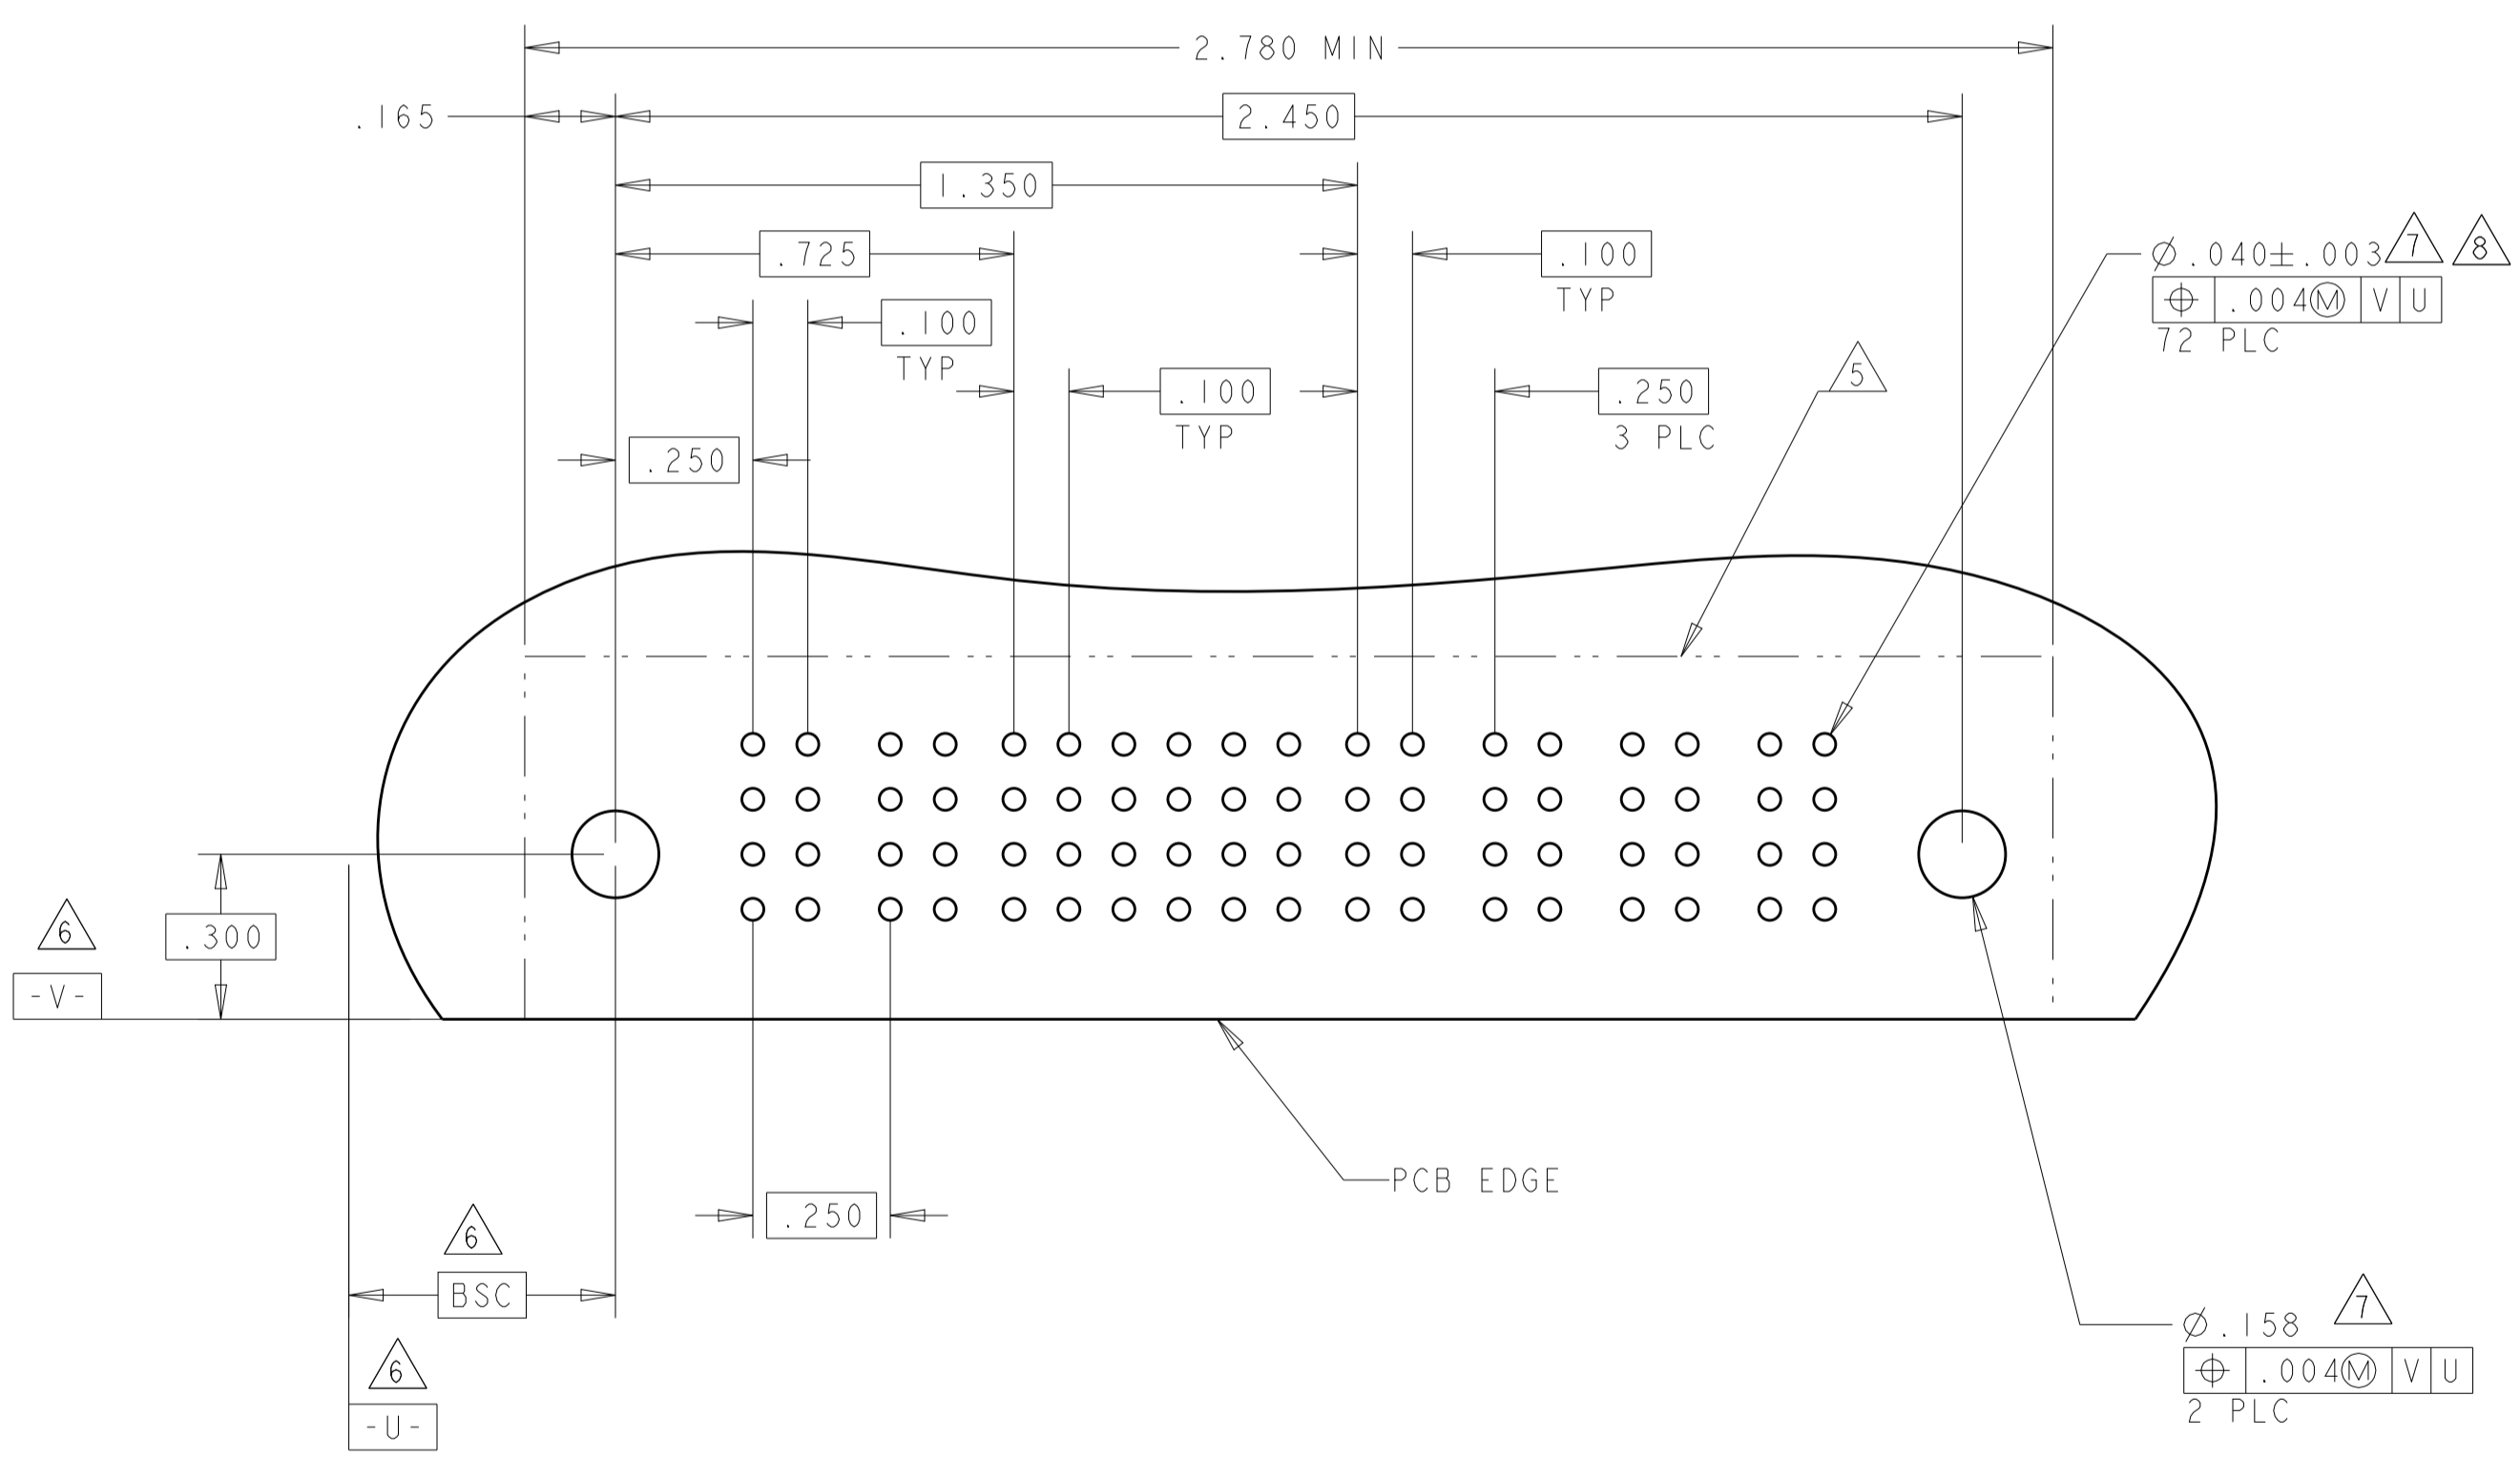 2.780 MIN
.165
2.450
1.350
.725
.100
TYP
.100
TYP
.100
TYP
.250
3 PLC
.250
⌀.040±.003 7 8
⌖ .004Ⓜ V U
72 PLC
5
6
.300
-V-
PCB EDGE
.250
6
BSC
6
-U-
⌀.158 7
⌖ .004Ⓜ V U
2 PLC